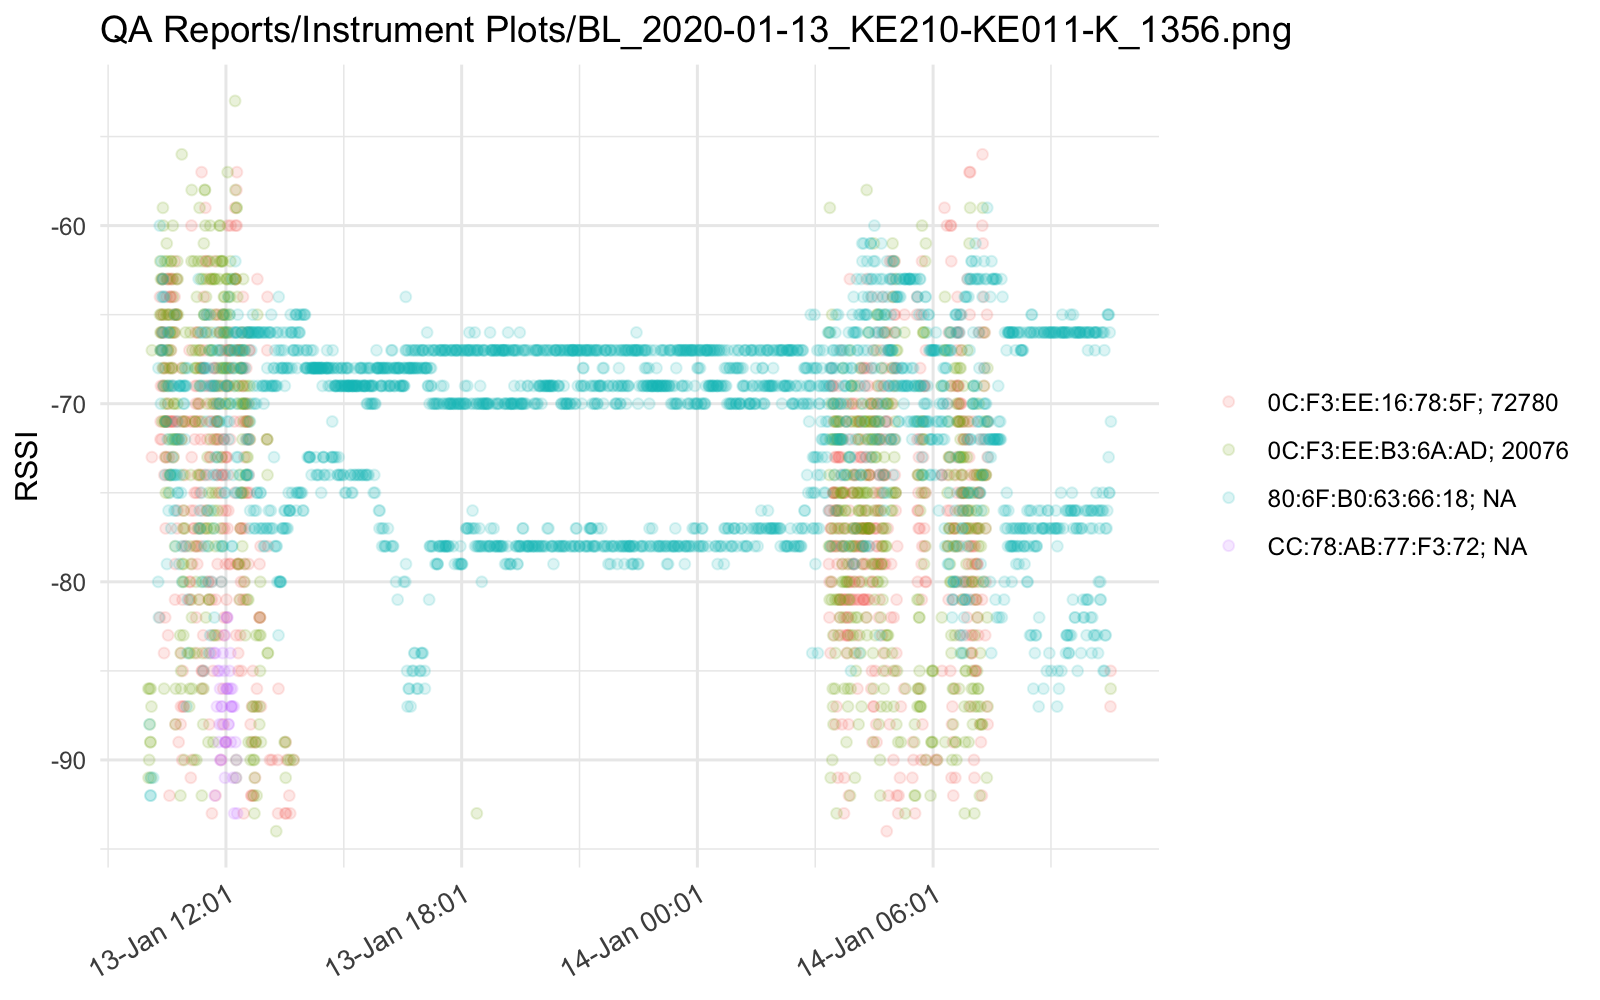 QA Reports/Instrument Plots/BL_2020-01-13_KE210-KE011-K_1356.png
RSSI
-60
-70
-80
-90
13-Jan 12:01
13-Jan 18:01
14-Jan 00:01
14-Jan 06:01
0C:F3:EE:16:78:5F; 72780
0C:F3:EE:B3:6A:AD; 20076
80:6F:B0:63:66:18; NA
CC:78:AB:77:F3:72; NA